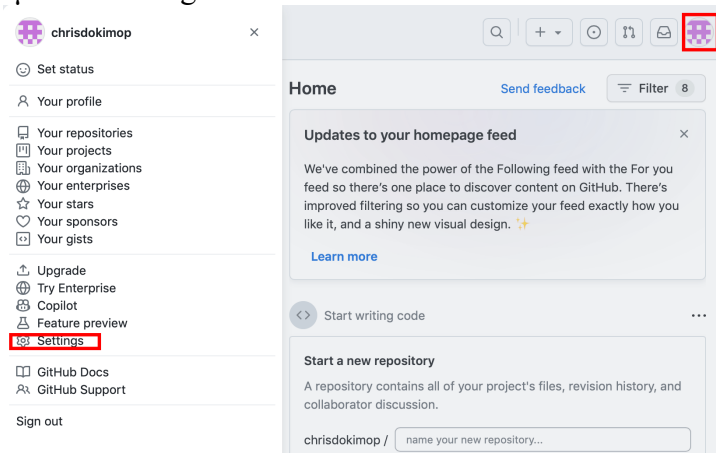 chrisdokimop
Set status
Your profile
Your repositories
Your projects
Your organizations
Your enterprises
Your stars
Your sponsors
Your gists
Upgrade
Try Enterprise
Copilot
Feature preview
Settings
GitHub Docs
GitHub Support
Sign out
Home
Send feedback
Filter 8
Updates to your homepage feed
We've combined the power of the Following feed with the For you
feed so there's one place to discover content on GitHub. There's
improved filtering so you can customize your feed exactly how you
like it, and a shiny new visual design. ✨
Learn more
Start writing code
Start a new repository
A repository contains all of your project's files, revision history, and
collaborator discussion.
chrisdokimop / name your new repository...